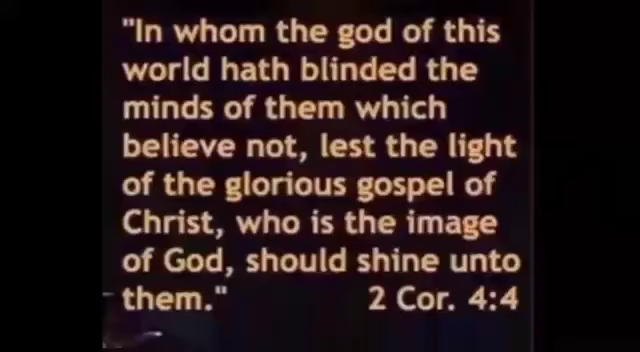 "In whom the god of this
world hath blinded the
minds of them which
believe not, lest the light
of the glorious gospel of
Christ, who is the image
of God, should shine unto
them."   2 Cor. 4:4